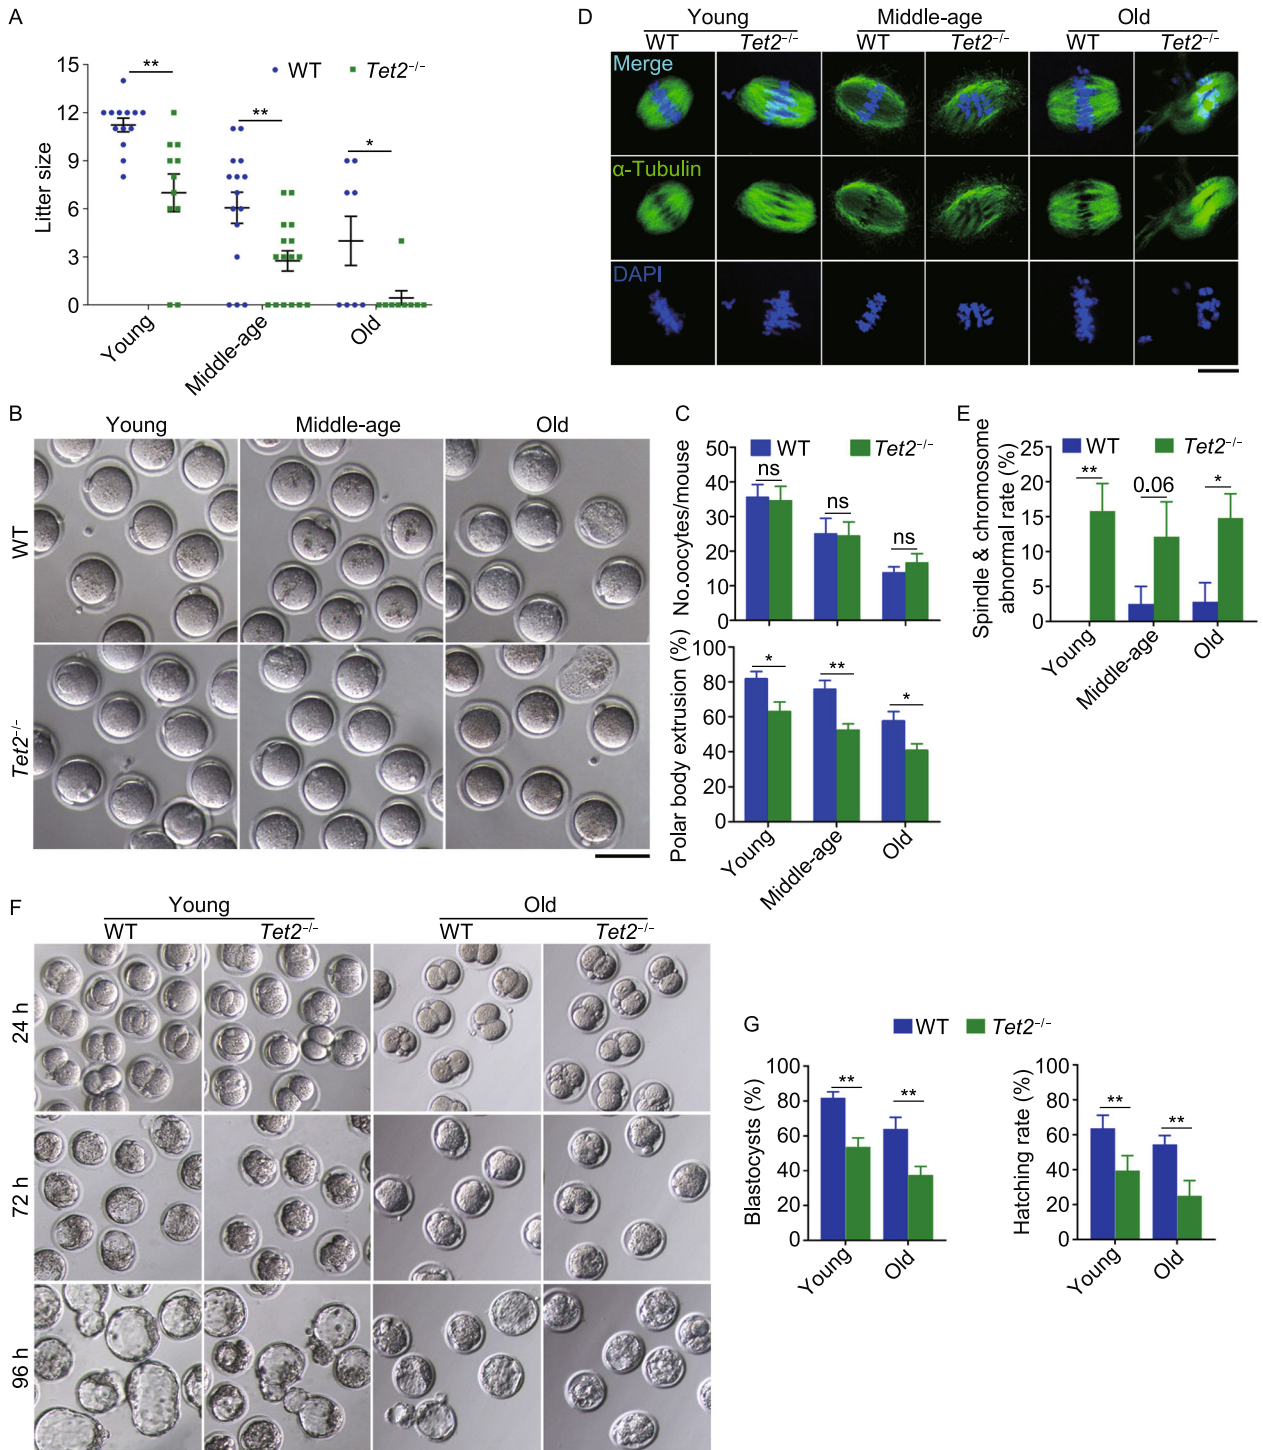 A
Litter size
15
12
9
6
3
0
WT
Tet2⁻/⁻
**
**
*
Young
Middle-age
Old
D
Young
Middle-age
Old
WT
Tet2⁻/⁻
WT
Tet2⁻/⁻
WT
Tet2⁻/⁻
Merge
α-Tubulin
DAPI
B
Young
Middle-age
Old
WT
Tet2⁻/⁻
C
WT
Tet2⁻/⁻
No.oocytes/mouse
50
40
30
20
10
0
ns
ns
ns
Polar body extrusion (%)
100
80
60
40
20
0
*
**
*
Young
Middle-age
Old
E
WT
Tet2⁻/⁻
Spindle & chromosome
abnormal rate (%)
25
20
15
10
5
0
**
0.06
*
Young
Middle-age
Old
F
Young
Old
WT
Tet2⁻/⁻
WT
Tet2⁻/⁻
24 h
72 h
96 h
G
WT
Tet2⁻/⁻
Blastocysts (%)
100
80
60
40
20
0
**
**
Young
Old
Hatching rate (%)
100
80
60
40
20
0
**
**
Young
Old